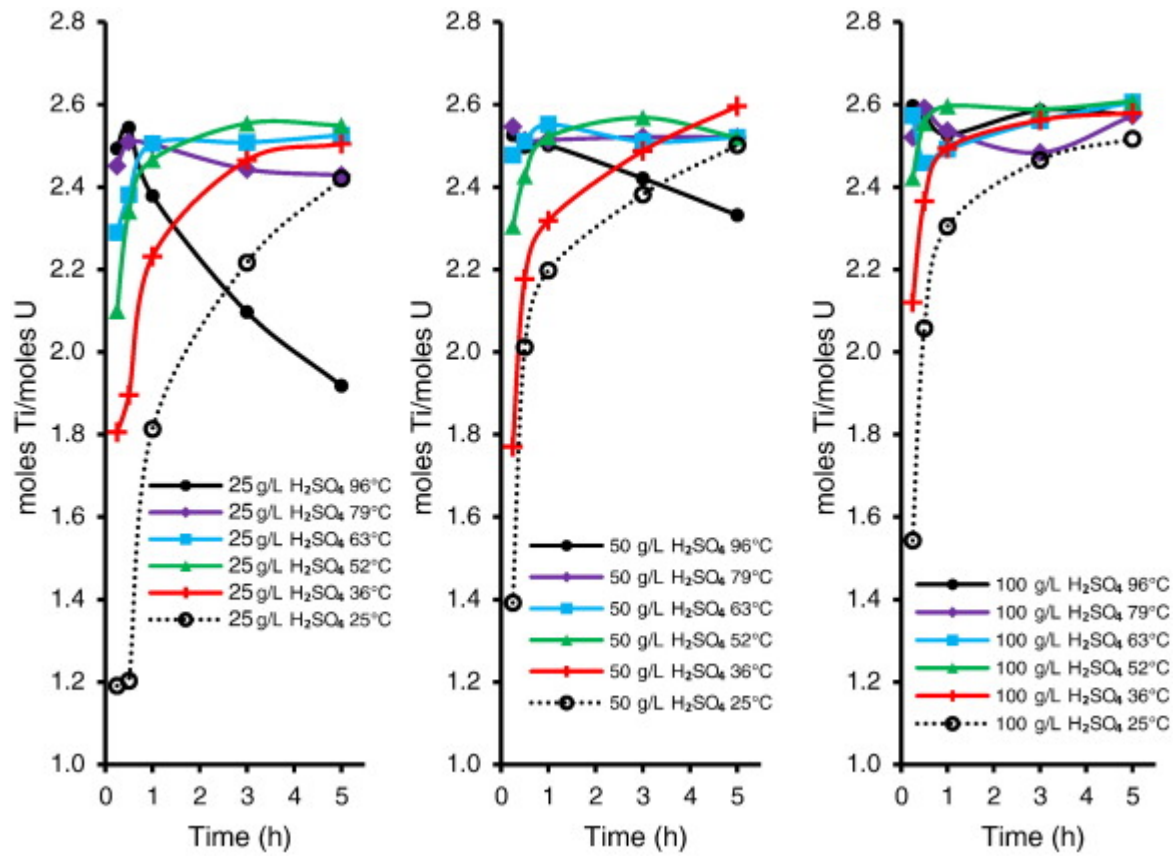 2.8
2.6
2.4
2.2
2.0
1.8
1.6
1.4
1.2
1.0
moles Ti/moles U
25 g/L H₂SO₄ 96°C
25 g/L H₂SO₄ 79°C
25 g/L H₂SO₄ 63°C
25 g/L H₂SO₄ 52°C
25 g/L H₂SO₄ 36°C
25 g/L H₂SO₄ 25°C
0 1 2 3 4 5
Time (h)
2.8
2.6
2.4
2.2
2.0
1.8
1.6
1.4
1.2
1.0
moles Ti/moles U
50 g/L H₂SO₄ 96°C
50 g/L H₂SO₄ 79°C
50 g/L H₂SO₄ 63°C
50 g/L H₂SO₄ 52°C
50 g/L H₂SO₄ 36°C
50 g/L H₂SO₄ 25°C
0 1 2 3 4 5
Time (h)
2.8
2.6
2.4
2.2
2.0
1.8
1.6
1.4
1.2
1.0
moles Ti/moles U
100 g/L H₂SO₄ 96°C
100 g/L H₂SO₄ 79°C
100 g/L H₂SO₄ 63°C
100 g/L H₂SO₄ 52°C
100 g/L H₂SO₄ 36°C
100 g/L H₂SO₄ 25°C
0 1 2 3 4 5
Time (h)